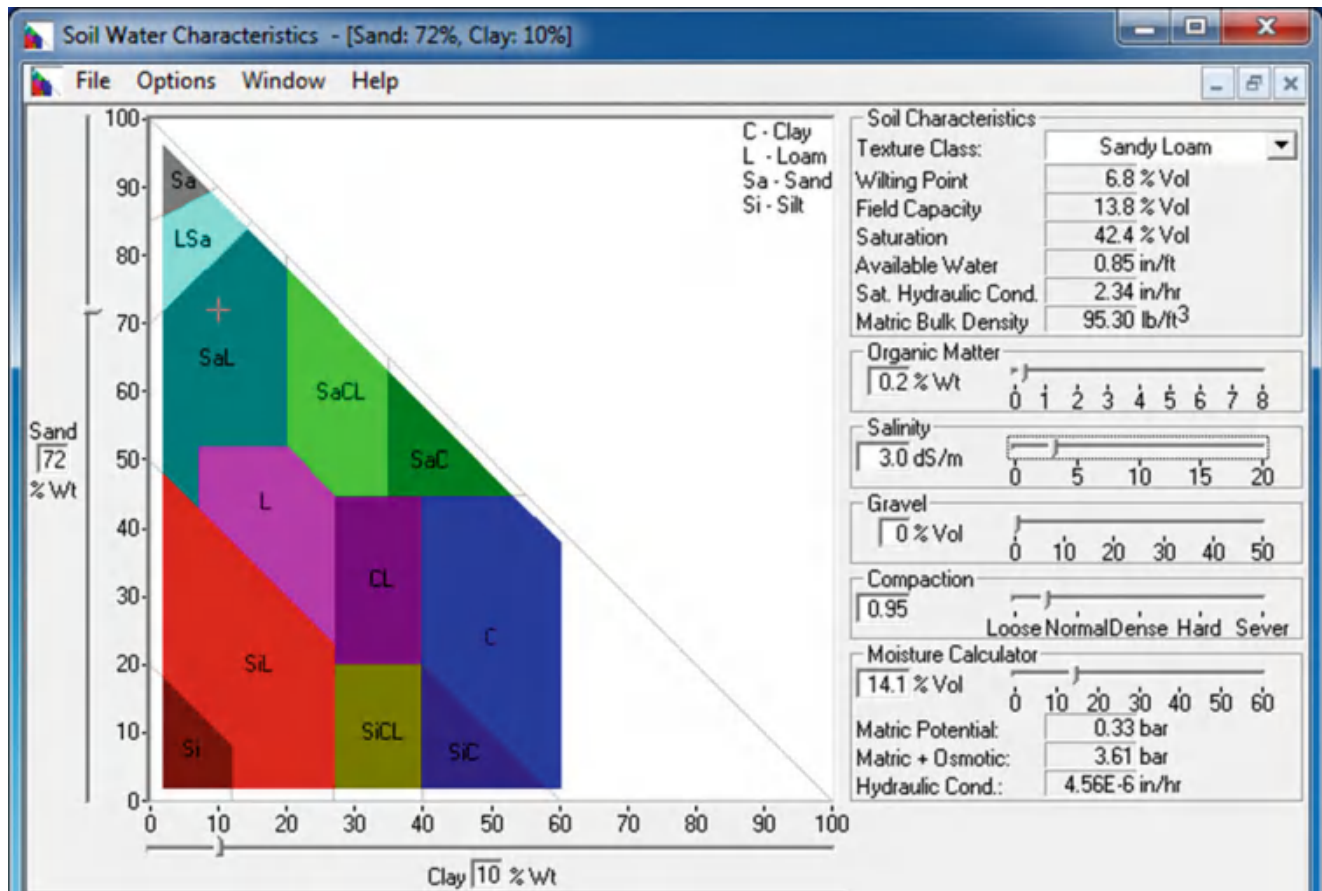 Soil Water Characteristics - [Sand: 72%, Clay: 10%]
File Options Window Help
C - Clay
L - Loam
Sa - Sand
Si - Silt
100
90
80
70
60
50
40
30
20
10
0
Sand
72
% Wt
Sa
LSa
SaL
SaCL
SaC
L
CL
C
SiL
SiCL
SiC
Si
0 10 20 30 40 50 60 70 80 90 100
Clay 10 % Wt
Soil Characteristics
Texture Class: Sandy Loam
Wilting Point 6.8 % Vol
Field Capacity 13.8 % Vol
Saturation 42.4 % Vol
Available Water 0.85 in/ft
Sat. Hydraulic Cond. 2.34 in/hr
Matric Bulk Density 95.30 lb/ft3
Organic Matter
0.2 % Wt
0 1 2 3 4 5 6 7 8
Salinity
3.0 dS/m
0 5 10 15 20
Gravel
0 % Vol
0 10 20 30 40 50
Compaction
0.95
Loose Normal Dense Hard Sever
Moisture Calculator
14.1 % Vol
0 10 20 30 40 50 60
Matric Potential: 0.33 bar
Matric + Osmotic: 3.61 bar
Hydraulic Cond.: 4.56E-6 in/hr